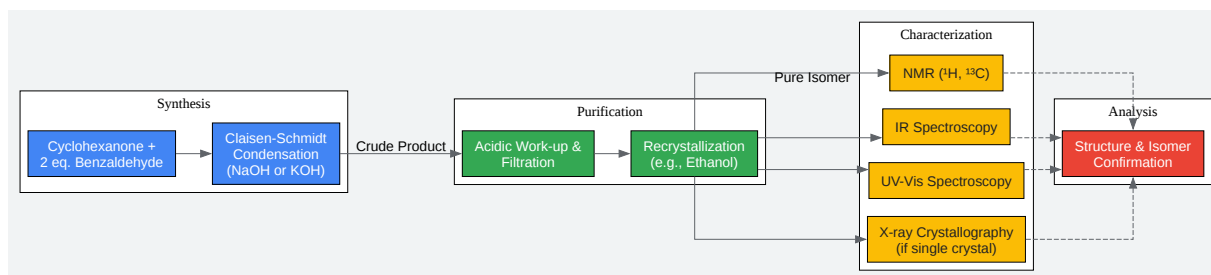 Synthesis
Cyclohexanone +
2 eq. Benzaldehyde
Claisen-Schmidt
Condensation
(NaOH or KOH)
Crude Product
Purification
Acidic Work-up &
Filtration
Recrystallization
(e.g., Ethanol)
Pure Isomer
Characterization
NMR (¹H, ¹³C)
IR Spectroscopy
UV-Vis Spectroscopy
X-ray Crystallography
(if single crystal)
Analysis
Structure & Isomer
Confirmation